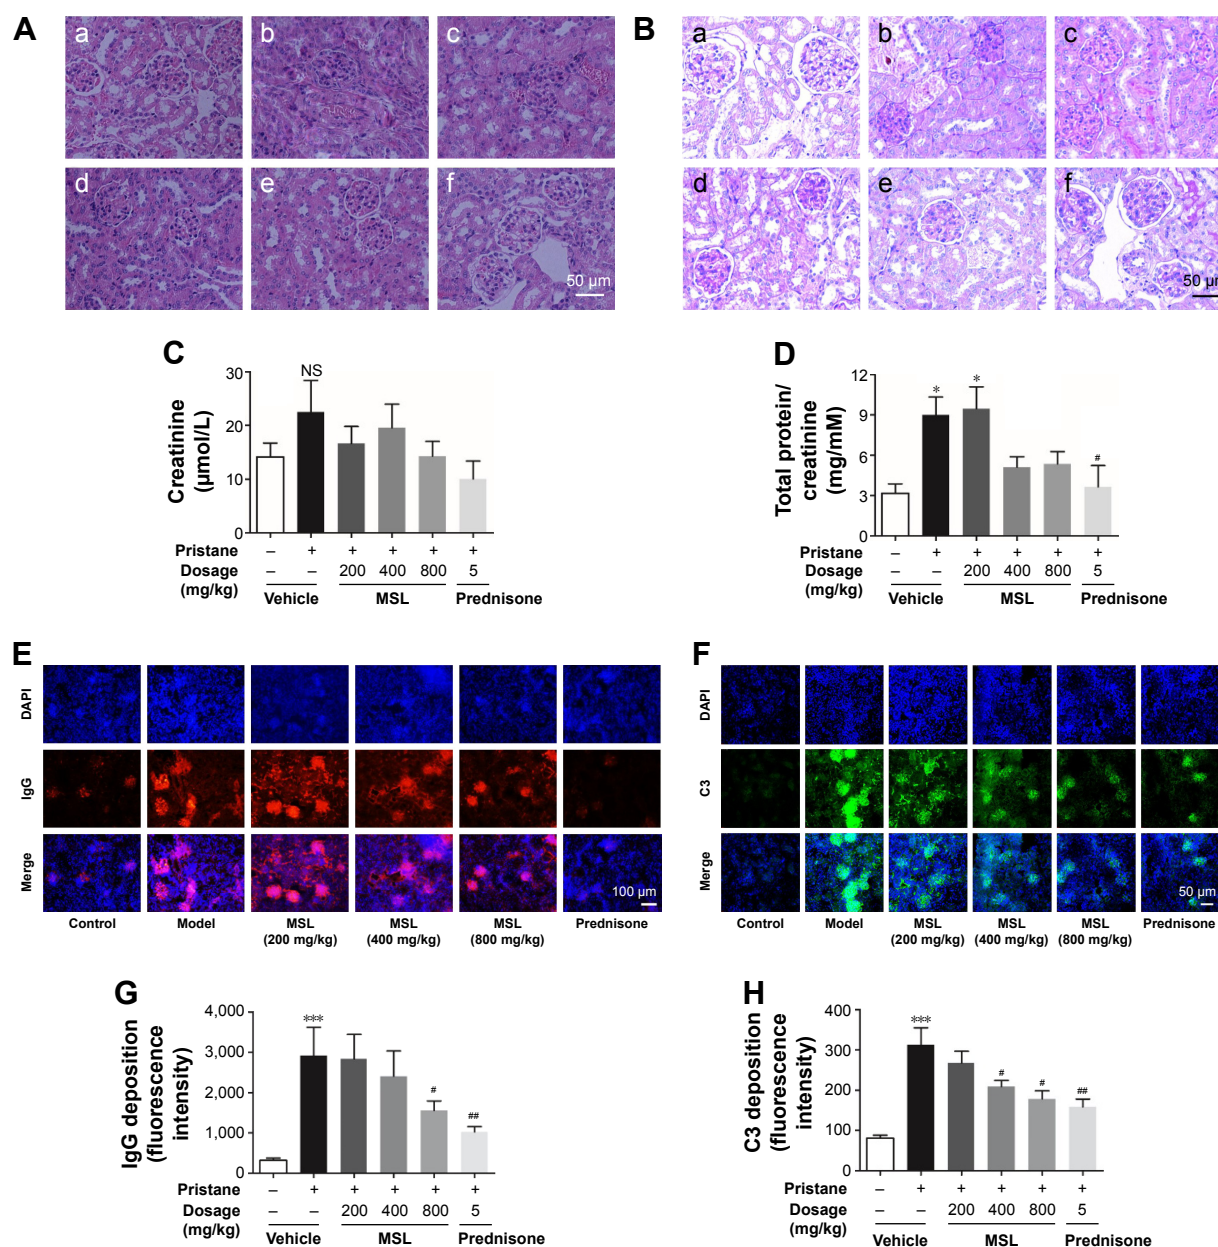 A
a
b
c
d
e
f
50 µm
B
a
b
c
d
e
f
50 µm
C
Creatinine
(µmol/L)
30
20
10
0
NS
Pristane – + + + + +
Dosage – – 200 400 800 5
(mg/kg)
Vehicle MSL Prednisone
D
Total protein/
creatinine
(mg/mM)
12
9
6
3
0
* * #
Pristane – + + + + +
Dosage – – 200 400 800 5
(mg/kg)
Vehicle MSL Prednisone
E
DAPI
IgG
Merge
100 µm
Control Model MSL MSL MSL Prednisone
(200 mg/kg) (400 mg/kg) (800 mg/kg)
F
DAPI
C3
Merge
50 µm
Control Model MSL MSL MSL Prednisone
(200 mg/kg) (400 mg/kg) (800 mg/kg)
G
IgG deposition
(fluorescence
intensity)
4,000
3,000
2,000
1,000
0
*** # ##
Pristane – + + + + +
Dosage – – 200 400 800 5
(mg/kg)
Vehicle MSL Prednisone
H
C3 deposition
(fluorescence
intensity)
400
300
200
100
0
*** # # ##
Pristane – + + + + +
Dosage – – 200 400 800 5
(mg/kg)
Vehicle MSL Prednisone